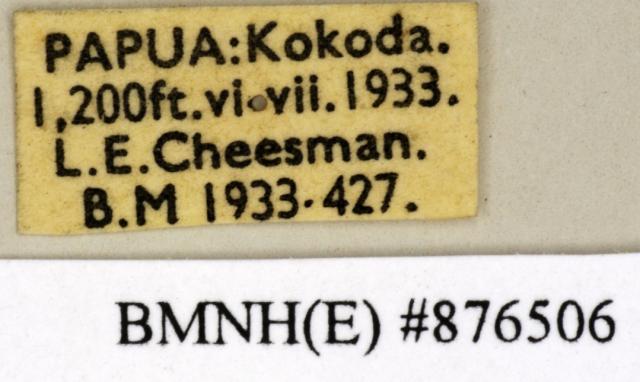 PAPUA:Kokoda.
1,200ft.vi-vii.1933.
L.E.Cheesman.
B.M 1933-427.
BMNH(E) #876506